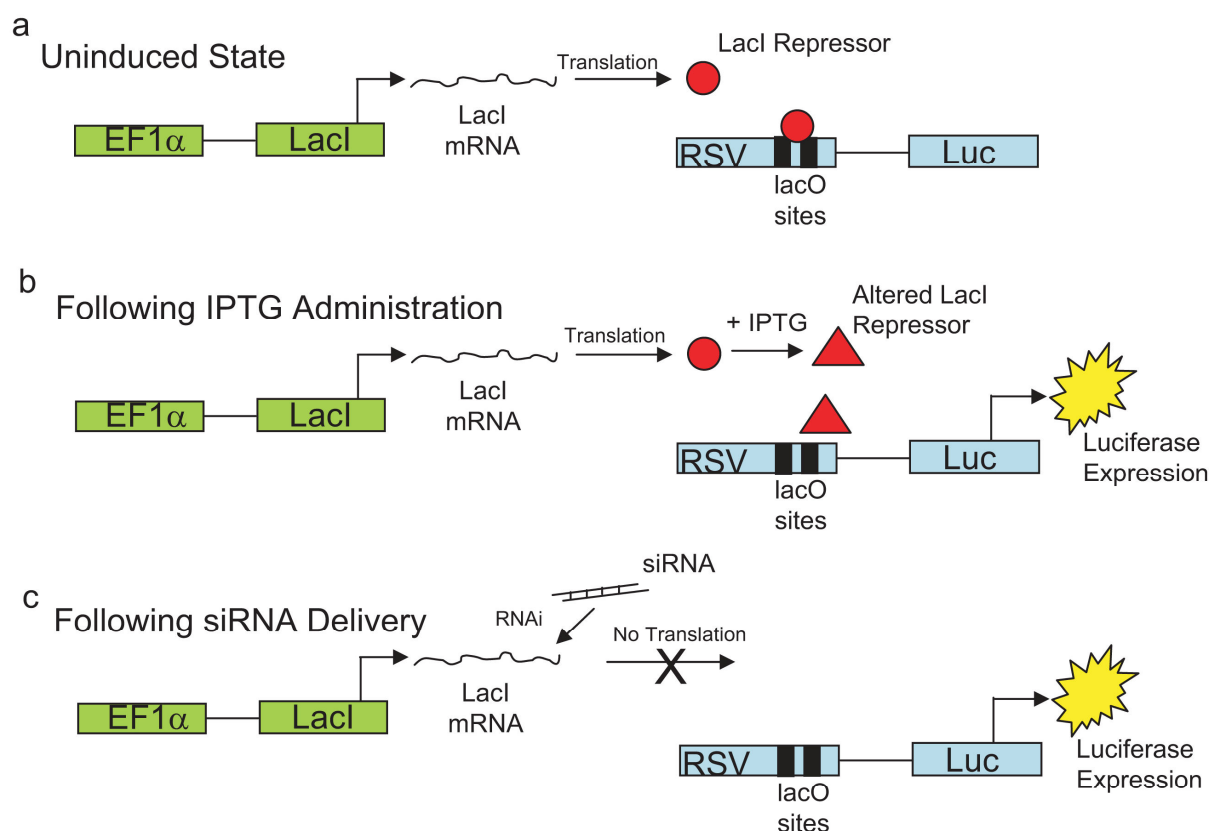 a
Uninduced State
EF1α
LacI
LacI
mRNA
Translation
LacI Repressor
RSV
lacO
sites
Luc
b
Following IPTG Administration
EF1α
LacI
LacI
mRNA
Translation
+ IPTG
Altered LacI
Repressor
RSV
lacO
sites
Luc
Luciferase
Expression
c
Following siRNA Delivery
EF1α
LacI
RNAi
siRNA
LacI
mRNA
No Translation
X
RSV
lacO
sites
Luc
Luciferase
Expression